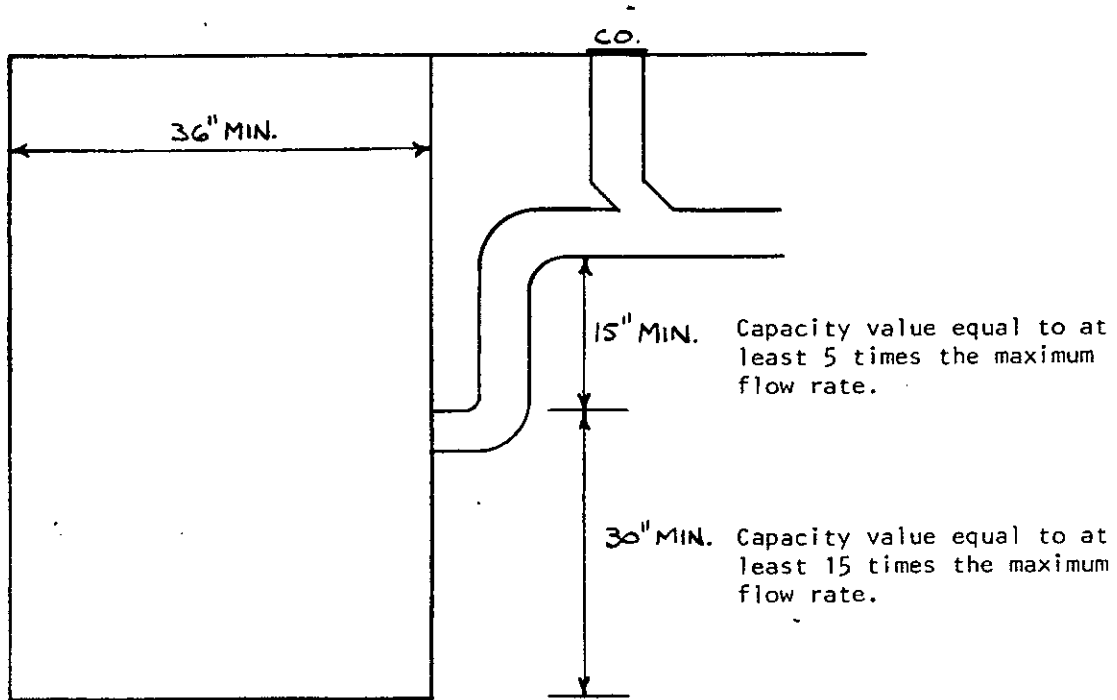 CO.
36" MIN.
15" MIN.
Capacity value equal to at
least 5 times the maximum
flow rate.
30" MIN.
Capacity value equal to at
least 15 times the maximum
flow rate.